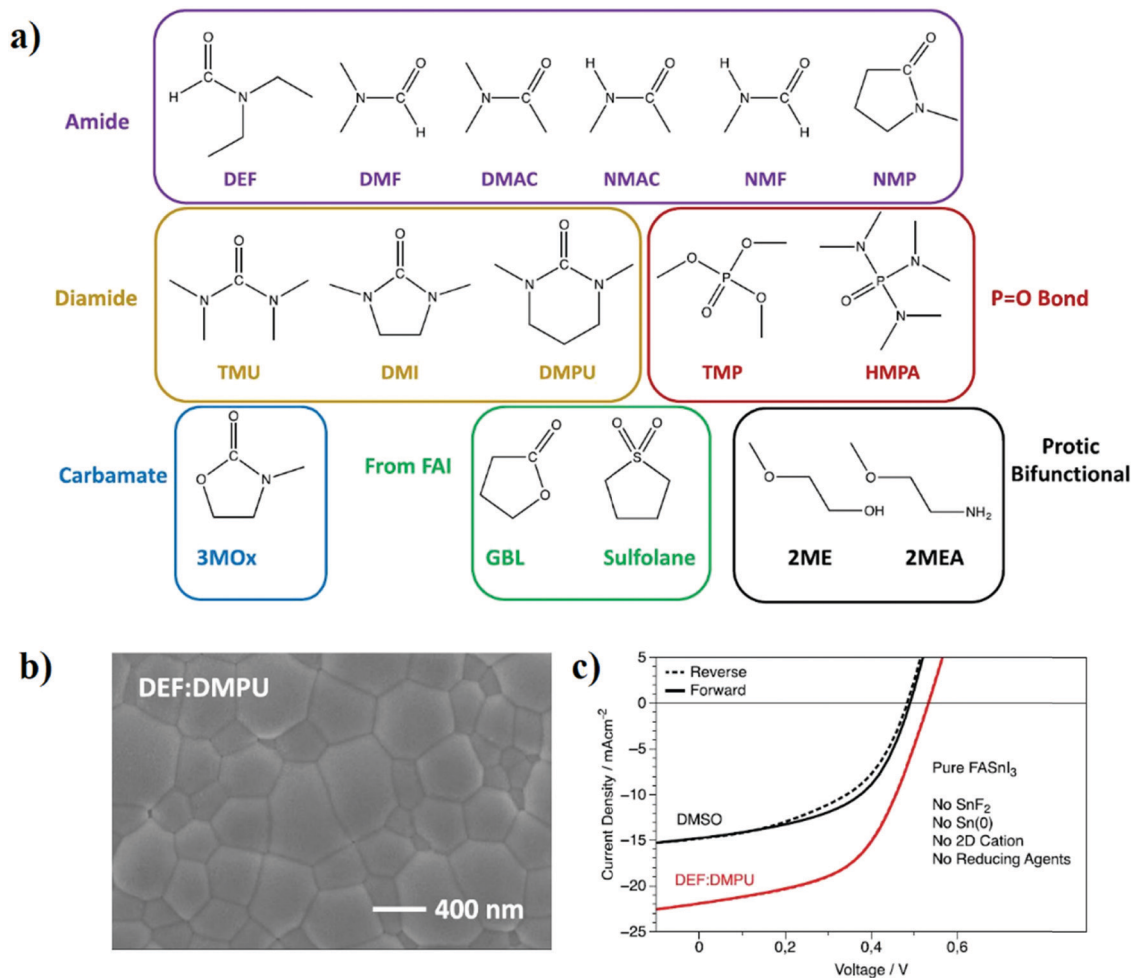 a)
O
H
N
O
N
H
O
N
H
O
N
H
O
N
H
O
N
Amide
DEF
DMF
DMAC
NMAC
NMF
NMP
O
N
N
O
N
N
O
N
N
O
O
P
O
O
N
N
P
O
N
Diamide
P=O Bond
TMU
DMI
DMPU
TMP
HMPA
O
O
N
Carbamate
From FAI
O
O
O
O
S
O
OH
O
NH2
Protic
Bifunctional
3MOx
GBL
Sulfolane
2ME
2MEA
b)
DEF:DMPU
400 nm
c)
Current Density / mAcm-2
5
0
-5
-10
-15
-20
-25
Reverse
Forward
Pure FASnI3
No SnF2
No Sn(0)
No 2D Cation
No Reducing Agents
DMSO
DEF:DMPU
0
0,2
0,4
0,6
Voltage / V